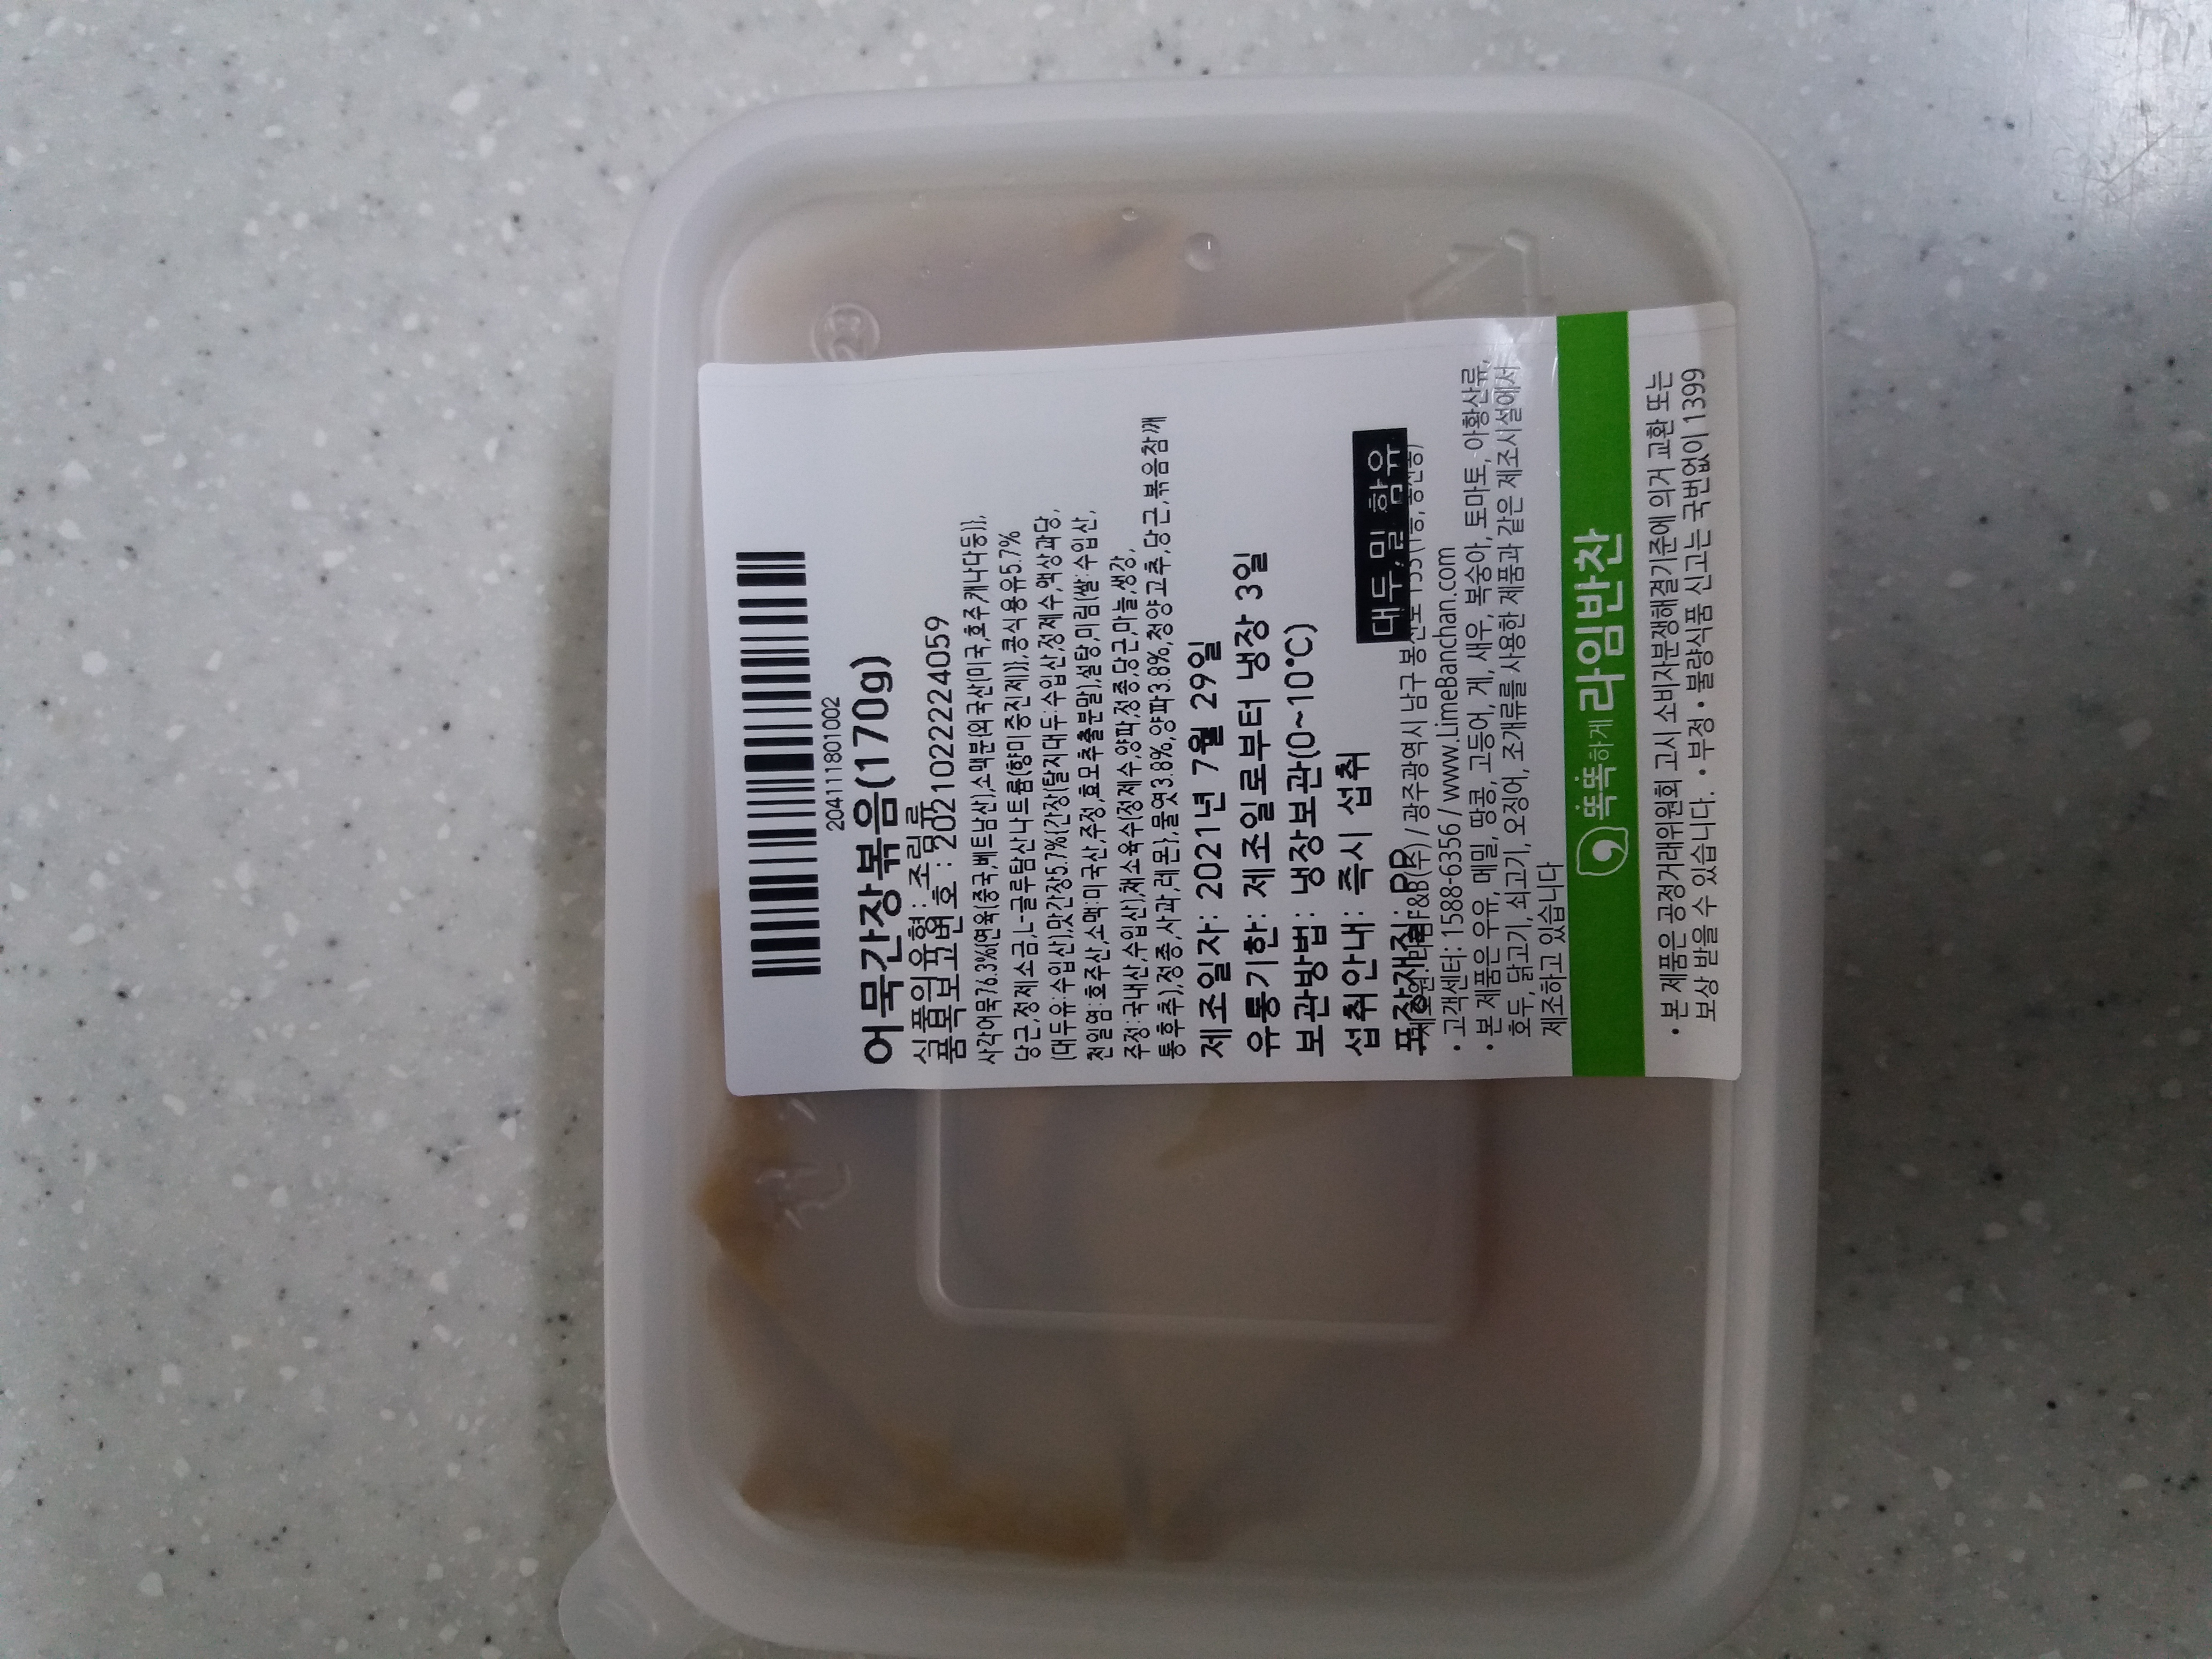 204111801002
어묵간장볶음(170g)
식품의유형: 조림류
품목보고번호 : 2021022224059
사각어묵76.3%{연육(중국,베트남산),소맥분(외국산(미국,호주,캐나다등)),
당근,정제소금,L-글루탐산나트륨(향미증진제)},콩식용유5.7%
(대두유:수입산),맛간장5.7%{간장(탈지대두:수입산,정제수,액상과당,
천일염:호주산,소맥:미국산,주정,효모추출분말),설탕,미림(쌀:수입산,
주정:국내산,수입산),채소육수(정제수,양파,정종,당근,마늘,생강,
통후추),정종,사과,레몬},물엿3.8%,양파3.8%,청양고추,당근,볶음참깨
제조일자: 2021년 7월 29일
유통기한: 제조일로부터 냉장 3일
보관방법: 냉장보관(0~10℃)
섭취안내: 즉시 섭취
대두,밀 함유
포장재질: PP
F&B(주) / 광주광역시 남구
• 고객센터: 1588-6356 / www.LimeBanchan.com
• 본 제품은 우유, 메밀, 땅콩, 고등어, 게, 새우, 복숭아, 토마토, 아황산류,
호두, 닭고기, 쇠고기, 오징어, 조개류를 사용한 제품과 같은 제조시설에서
제조하고 있습니다
똑똑하게 라임반찬
• 본 제품은 공정거래위원회 고시 소비자분쟁해결기준에 의거 교환 또는
보상 받을 수 있습니다. • 부정 • 불량식품 신고는 국번없이 1399